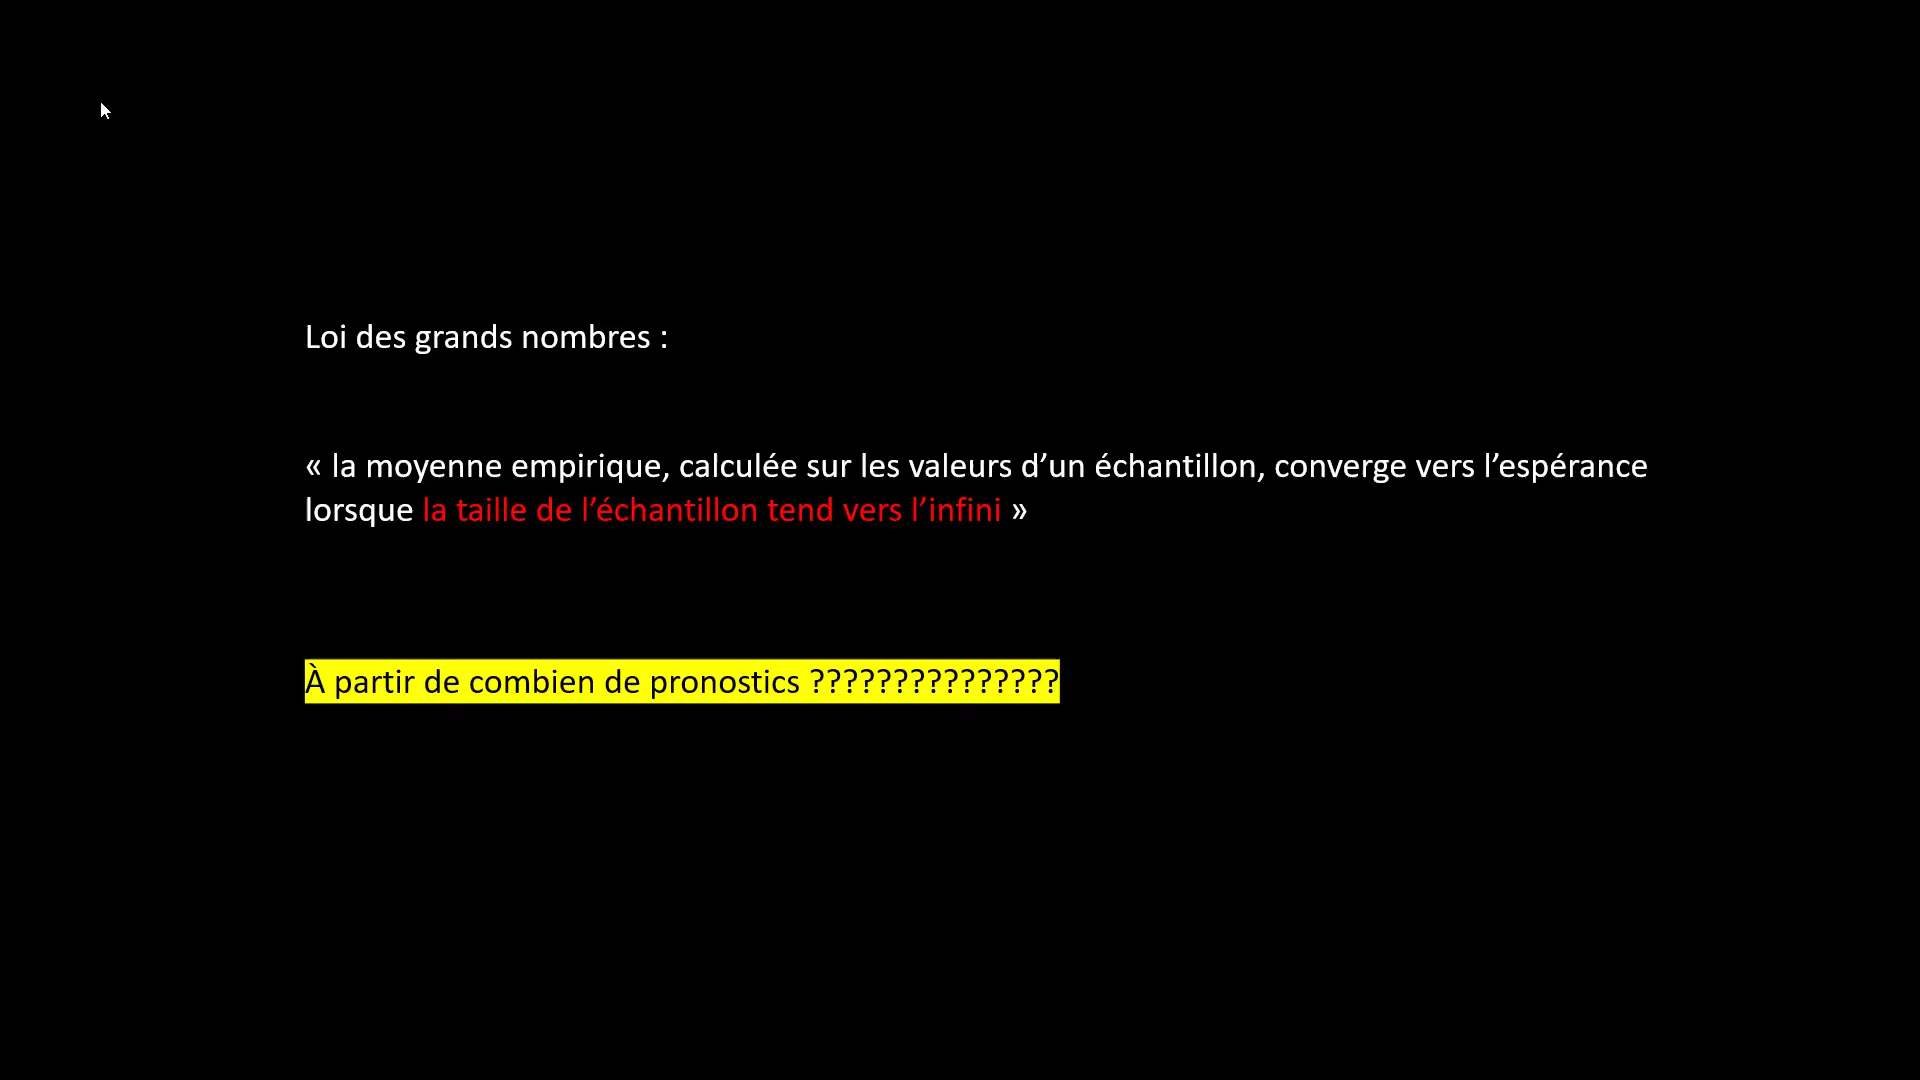 Loi des grands nombres :
« la moyenne empirique, calculée sur les valeurs d’un échantillon, converge vers l’espérance
lorsque la taille de l’échantillon tend vers l’infini »
À partir de combien de pronostics ???????????????